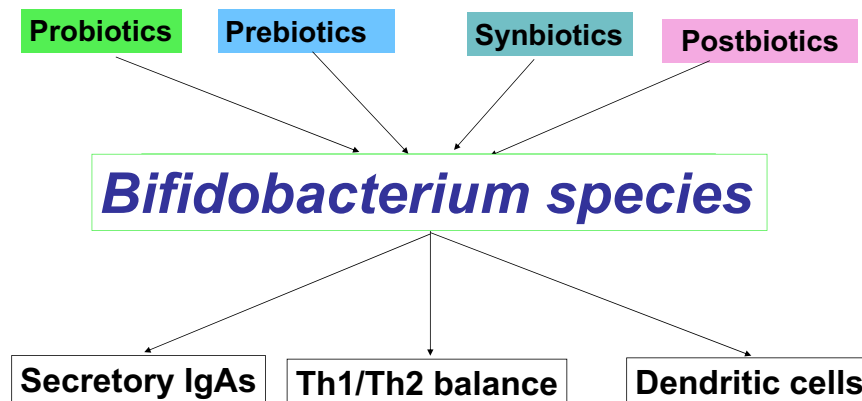 Probiotics
Prebiotics
Synbiotics
Postbiotics
Bifidobacterium species
Secretory IgAs
Th1/Th2 balance
Dendritic cells